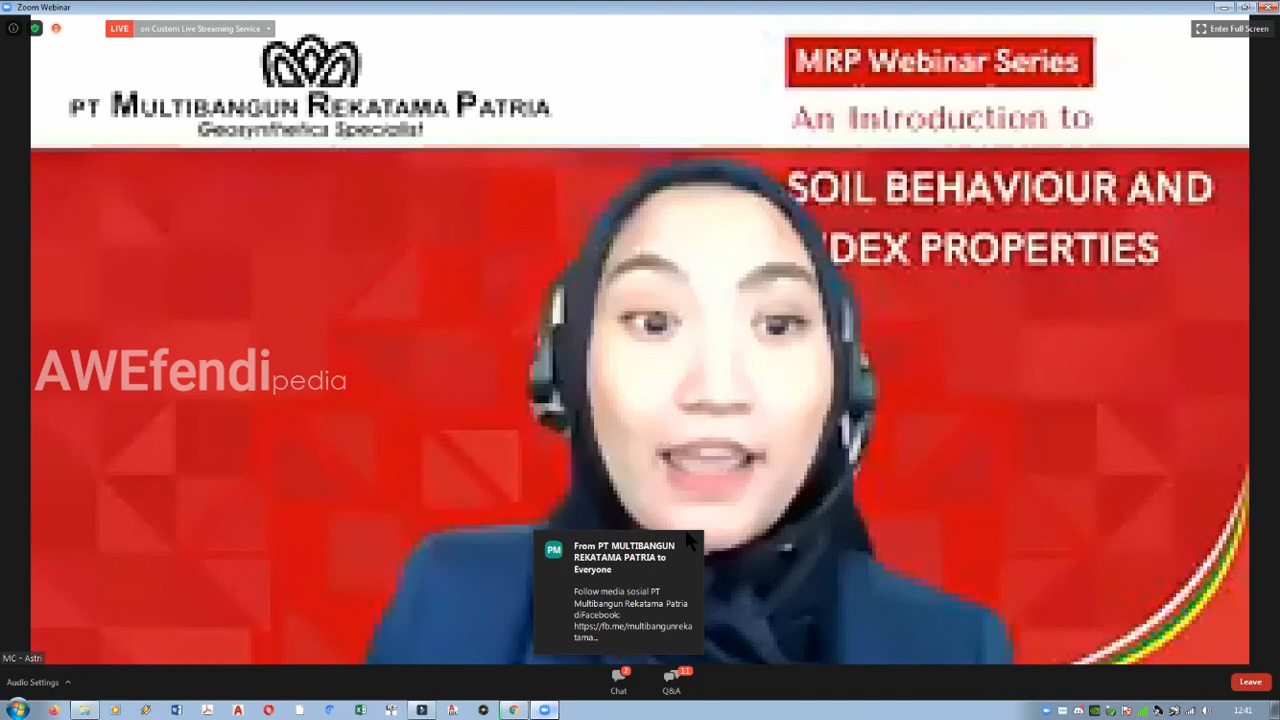 Zoom Webinar
LIVE on Custom Live Streaming Service
Enter Full Screen
PT MULTIBANGUN REKATAMA PATRIA
Geosynthetics Specialist
MRP Webinar Series
An Introduction to
SOIL BEHAVIOUR AND
NDEX PROPERTIES
AWEfendipedia
PM
From PT MULTIBANGUN
REKATAMA PATRIA to
Everyone
Follow media sosial PT
Multibangun Rekatama Patria
diFacebook:
https://fb.me/multibangunreka
tama...
MC - Astri
Audio Settings
2
Chat
11
Q&A
Leave
12:41